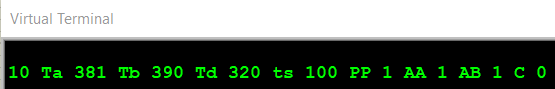 Virtual Terminal
10 Ta 381 Tb 390 Td 320 ts 100 PP 1 AA 1 AB 1 C 0